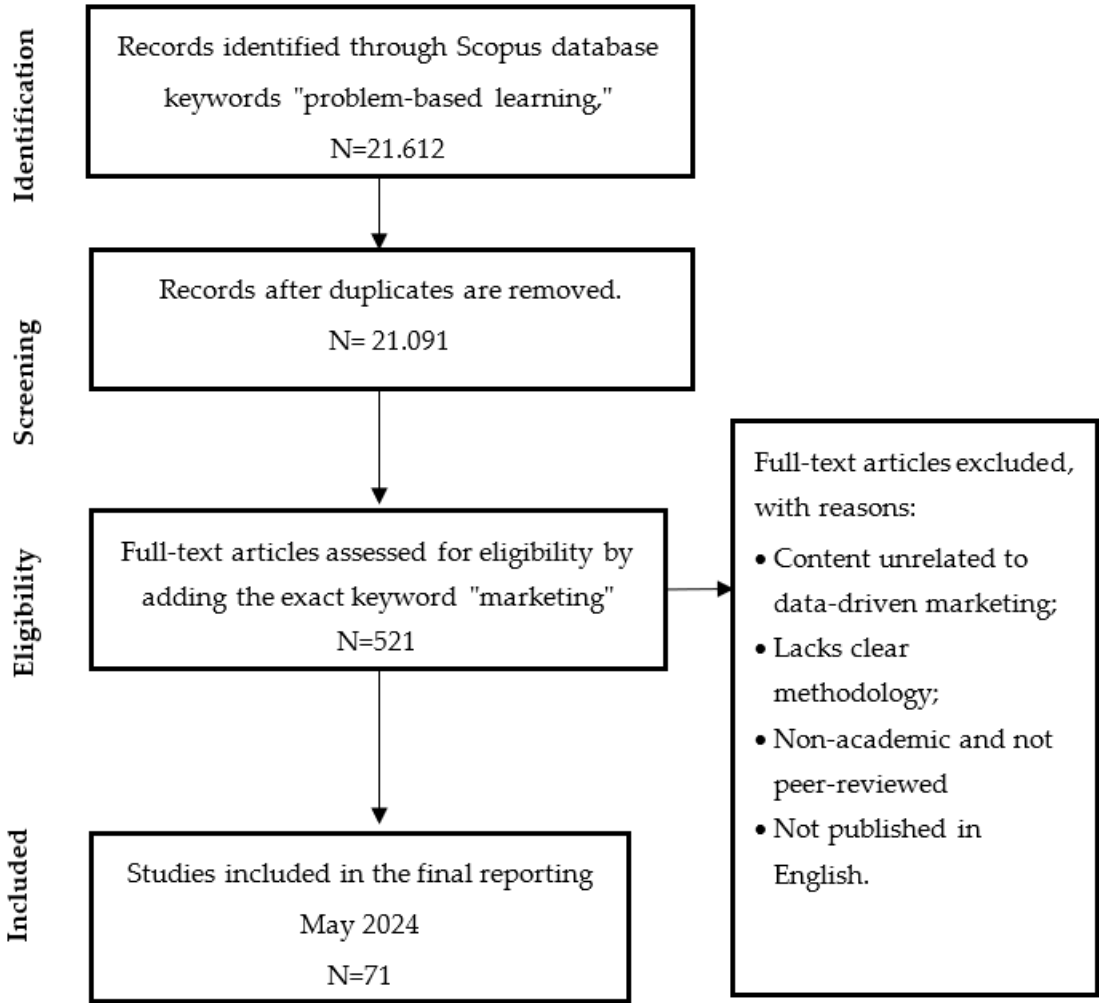 Identification
Records identified through Scopus database
keywords "problem-based learning,"
N=21.612
Screening
Records after duplicates are removed.
N= 21.091
Eligibility
Full-text articles assessed for eligibility by
adding the exact keyword "marketing"
N=521
Full-text articles excluded,
with reasons:
• Content unrelated to
data-driven marketing;
• Lacks clear
methodology;
• Non-academic and not
peer-reviewed
• Not published in
English.
Included
Studies included in the final reporting
May 2024
N=71